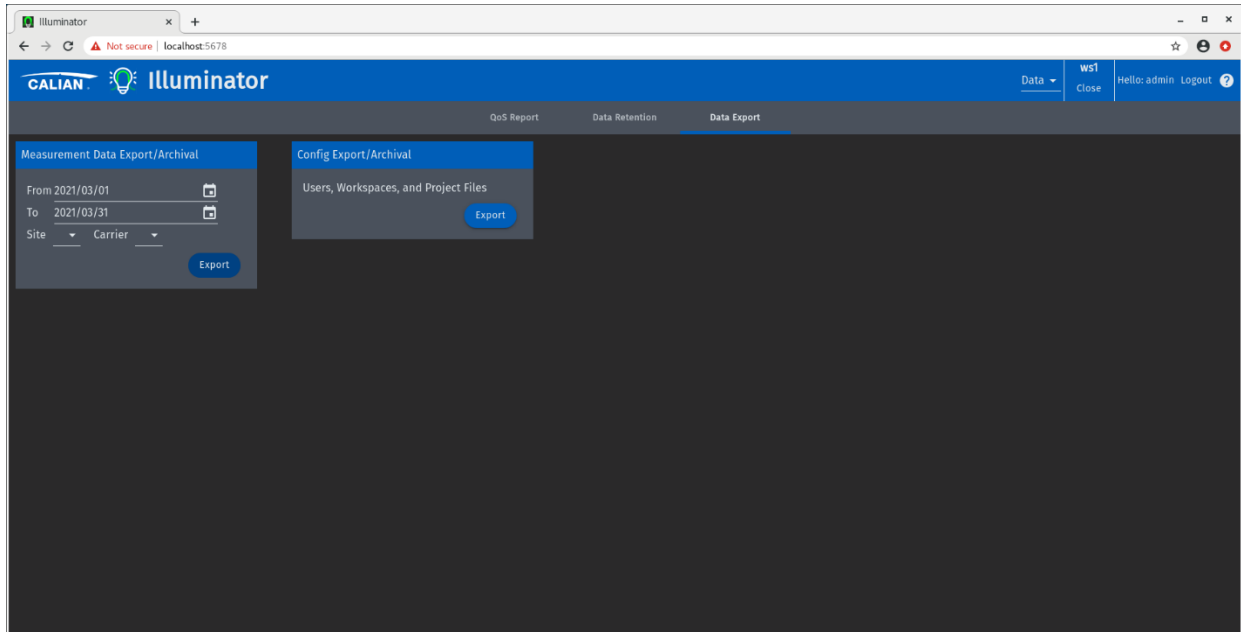 Illuminator
Not secure | localhost:5678
CALIAN. Illuminator
Data
ws1
Close
Hello: admin Logout ?
QoS Report Data Retention Data Export
Measurement Data Export/Archival
From 2021/03/01
To 2021/03/31
Site Carrier
Export
Config Export/Archival
Users, Workspaces, and Project Files
Export